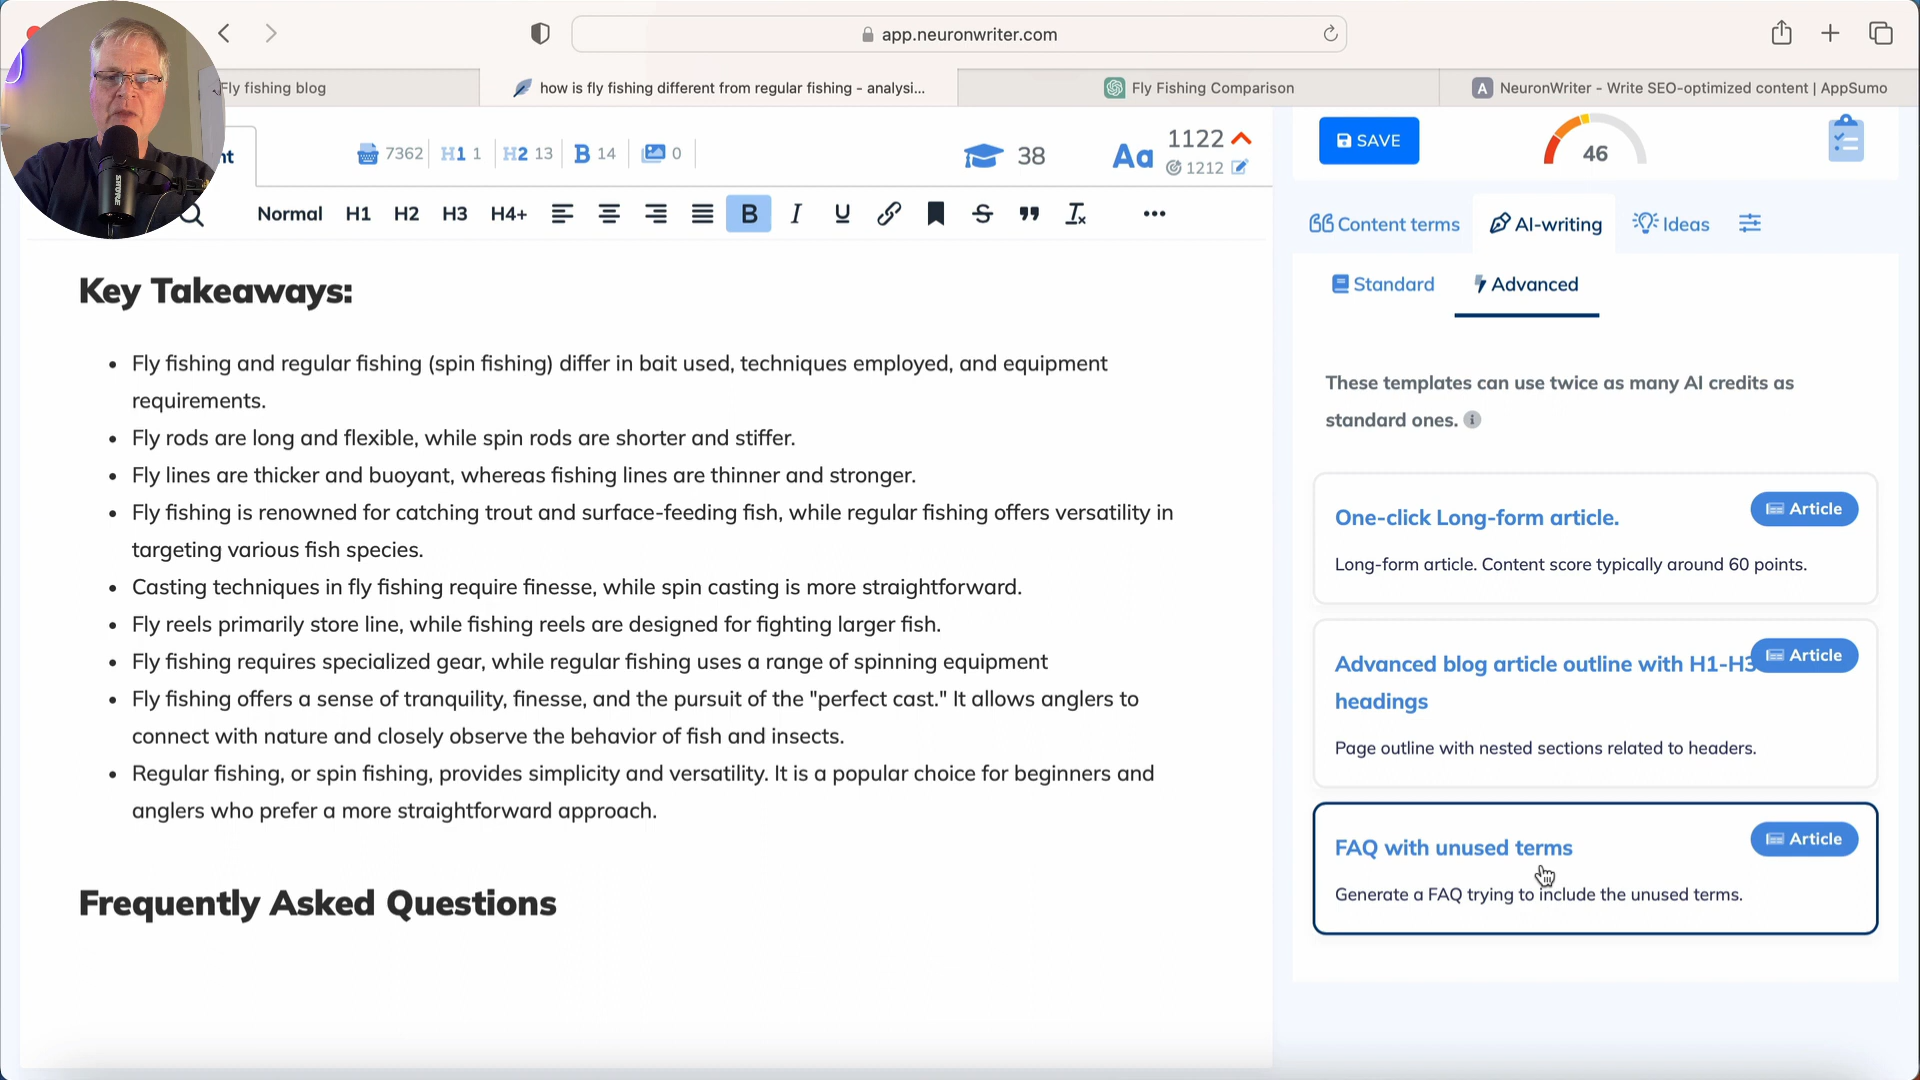 app.neuronwriter.com
Fly fishing blog
how is fly fishing different from regular fishing - analysi...
Fly Fishing Comparison
A NeuronWriter - Write SEO-optimized content | AppSumo
nt
7362
H1 1
H2 13
B 14
0
38
Aa
1122
1212
SAVE
46
Normal
H1
H2
H3
H4+
B
I
U
S
Content terms
AI-writing
Ideas
Standard
Advanced
Key Takeaways:
Fly fishing and regular fishing (spin fishing) differ in bait used, techniques employed, and equipment
requirements.
Fly rods are long and flexible, while spin rods are shorter and stiffer.
Fly lines are thicker and buoyant, whereas fishing lines are thinner and stronger.
Fly fishing is renowned for catching trout and surface-feeding fish, while regular fishing offers versatility in
targeting various fish species.
Casting techniques in fly fishing require finesse, while spin casting is more straightforward.
Fly reels primarily store line, while fishing reels are designed for fighting larger fish.
Fly fishing requires specialized gear, while regular fishing uses a range of spinning equipment
Fly fishing offers a sense of tranquility, finesse, and the pursuit of the "perfect cast." It allows anglers to
connect with nature and closely observe the behavior of fish and insects.
Regular fishing, or spin fishing, provides simplicity and versatility. It is a popular choice for beginners and
anglers who prefer a more straightforward approach.
Frequently Asked Questions
These templates can use twice as many AI credits as
standard ones.
One-click Long-form article.
Article
Long-form article. Content score typically around 60 points.
Advanced blog article outline with H1-H3
headings
Article
Page outline with nested sections related to headers.
FAQ with unused terms
Article
Generate a FAQ trying to include the unused terms.
SHURE